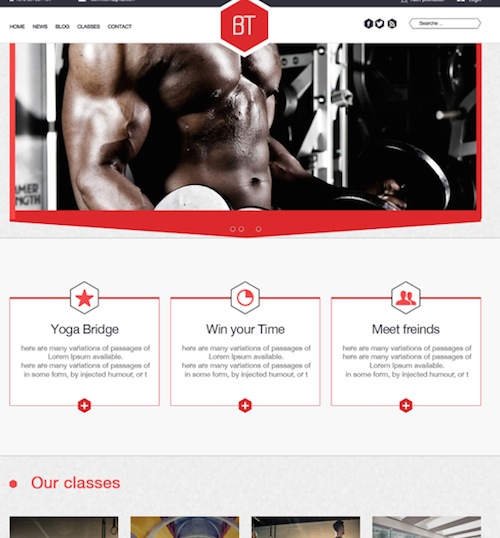 BT
HOME NEWS BLOG CLASSES CONTACT
Searche ...
Yoga Bridge
here are many variations of passages of
Lorem Ipsum available.
here are many variations of passages of
in some form, by injected humour, or t
Win your Time
here are many variations of passages of
Lorem Ipsum available.
here are many variations of passages of
in some form, by injected humour, or t
Meet freinds
here are many variations of passages of
Lorem Ipsum available.
here are many variations of passages of
in some form, by injected humour, or t
Our classes